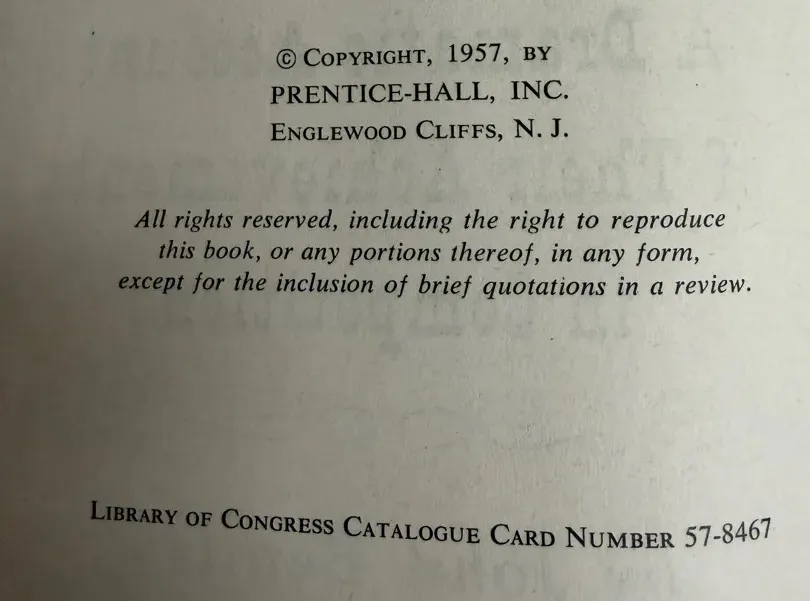 © COPYRIGHT, 1957, BY
PRENTICE-HALL, INC.
ENGLEWOOD CLIFFS, N. J.
All rights reserved, including the right to reproduce
this book, or any portions thereof, in any form,
except for the inclusion of brief quotations in a review.
LIBRARY OF CONGRESS CATALOGUE CARD NUMBER 57-8467